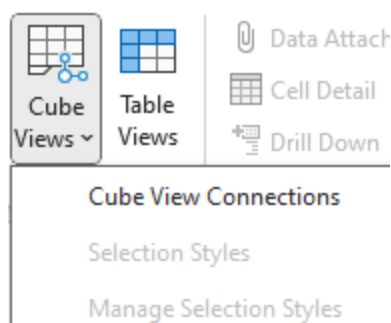 Cube
Views
Table
Views
Data Attach
Cell Detail
Drill Down
Cube View Connections
Selection Styles
Manage Selection Styles